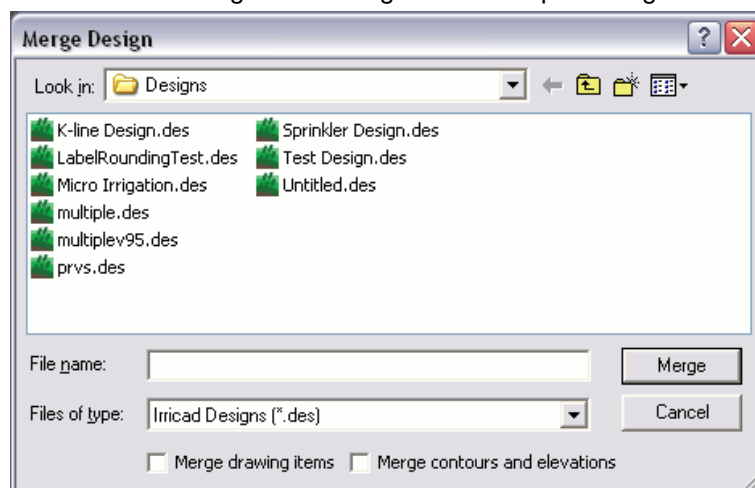 Merge Design
Look in: Designs
K-line Design.des
LabelRoundingTest.des
Micro Irrigation.des
multiple.des
multiplev95.des
prvs.des
Sprinkler Design.des
Test Design.des
Untitled.des
File name:
Merge
Files of type: Irricad Designs (*.des)
Cancel
Merge drawing items Merge contours and elevations